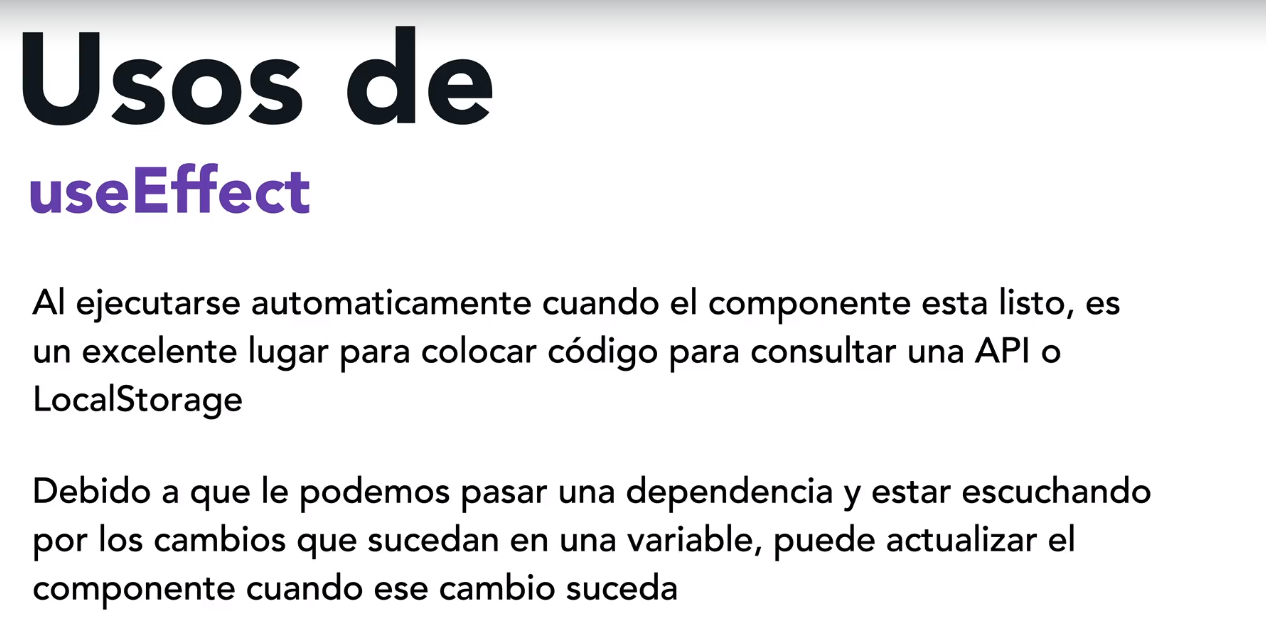 Usos de
useEffect
Al ejecutarse automaticamente cuando el componente esta listo, es
un excelente lugar para colocar código para consultar una API o
LocalStorage
Debido a que le podemos pasar una dependencia y estar escuchando
por los cambios que sucedan en una variable, puede actualizar el
componente cuando ese cambio suceda